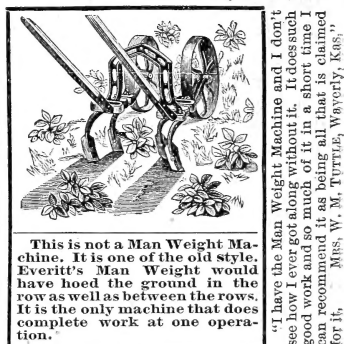 This is not a Man Weight Ma-
chine. It is one of the old style.
Everitt's Man Weight would
have hoed the ground in the
row as well as between the rows.
It is the only machine that does
complete work at one opera-
tion.
"I have the Man Weight Machine and I don't
see how I ever got along without it. It does such
good work and so much of it in a short time I
can recommend it as being all that is claimed
for it. MRS. W. M. TUTTLE, Waverly, Kas."